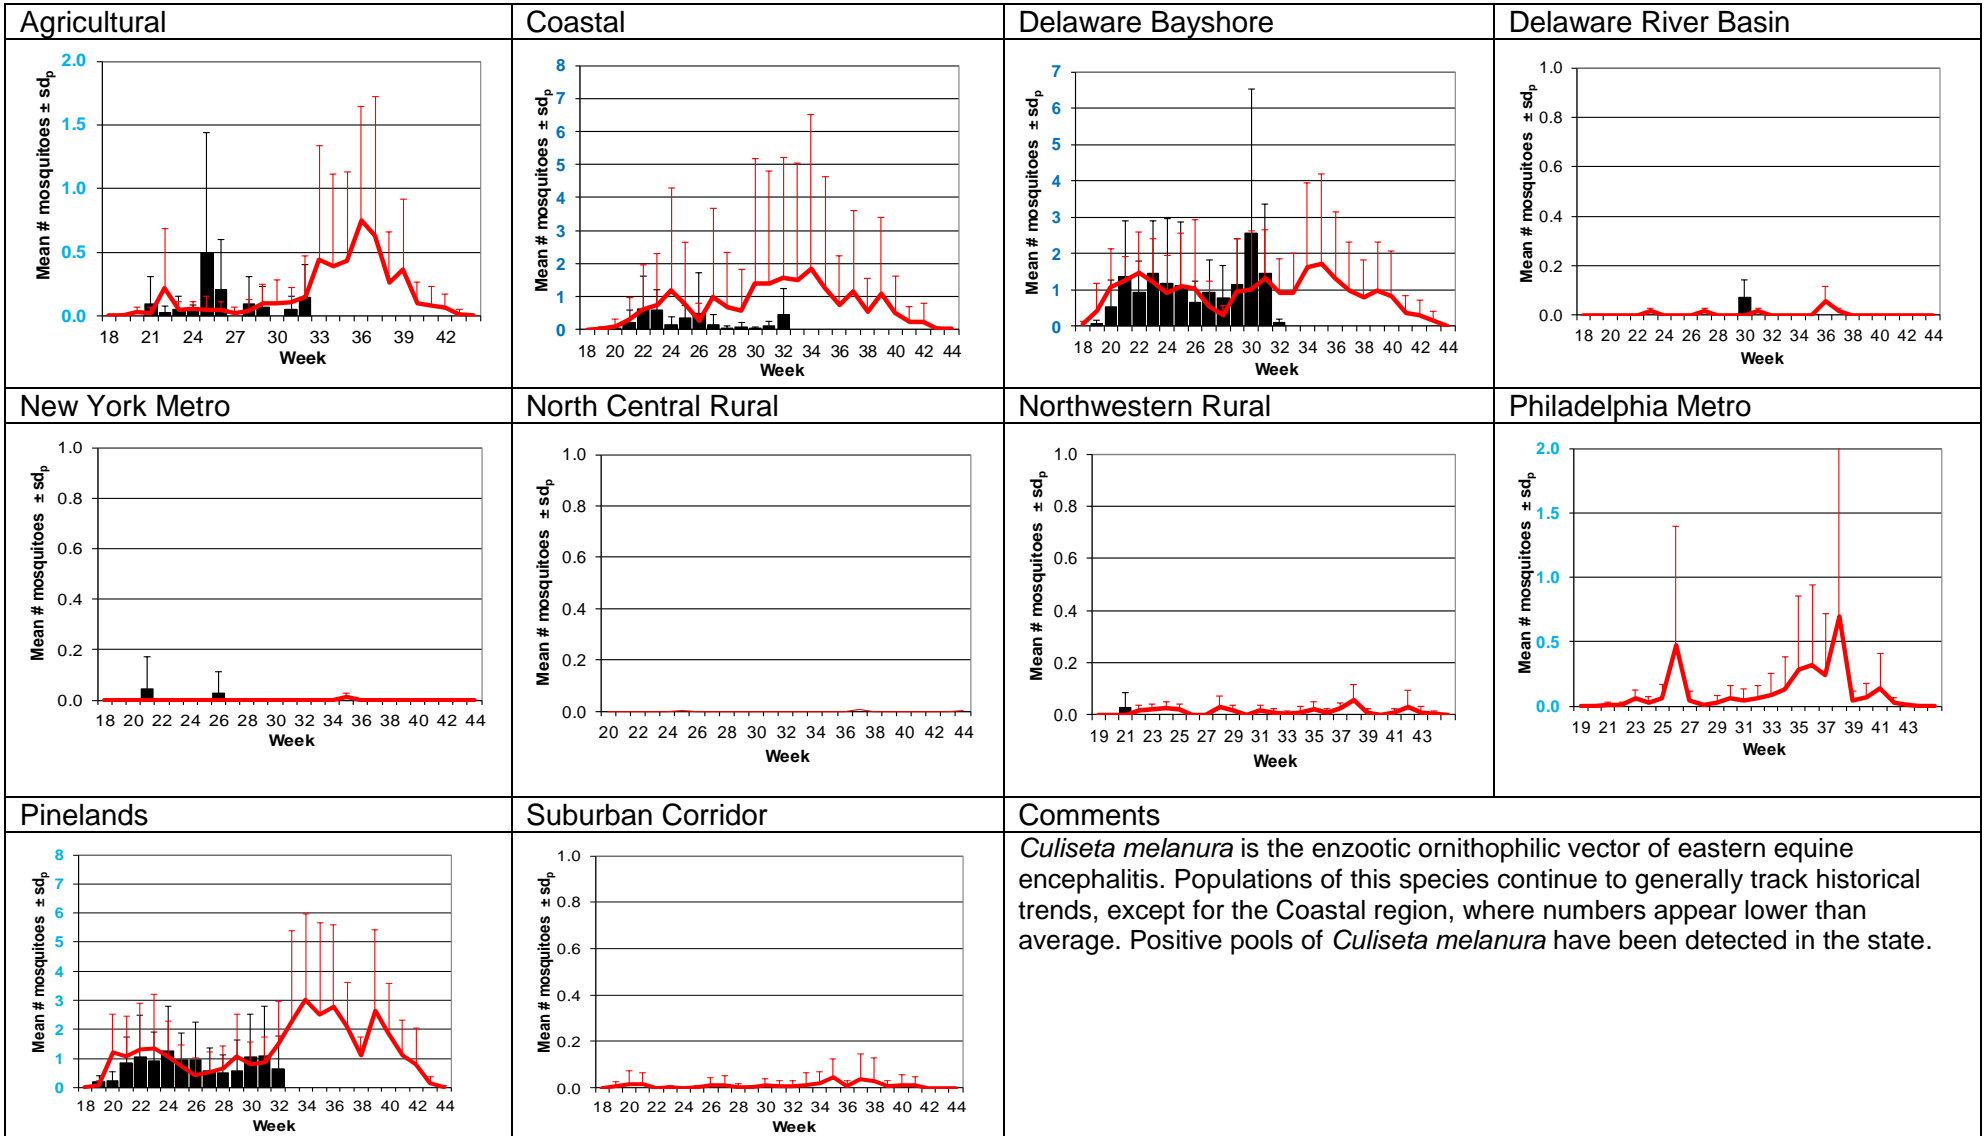 Agricultural
Mean # mosquitoes ± sdp
2.0
1.5
1.0
0.5
0.0
18 21 24 27 30 33 36 39 42
Week
Coastal
Mean # mosquitoes ± sdp
8
7
6
5
4
3
2
1
0
18 20 22 24 26 28 30 32 34 36 38 40 42 44
Week
Delaware Bayshore
Mean # mosquitoes ± sdp
7
6
5
4
3
2
1
0
18 20 22 24 26 28 30 32 34 36 38 40 42 44
Week
Delaware River Basin
Mean # mosquitoes ± sdp
1.0
0.8
0.6
0.4
0.2
0.0
18 20 22 24 26 28 30 32 34 36 38 40 42 44
Week
New York Metro
Mean # mosquitoes ± sdp
1.0
0.8
0.6
0.4
0.2
0.0
18 20 22 24 26 28 30 32 34 36 38 40 42 44
Week
North Central Rural
Mean # mosquitoes ± sdp
1.0
0.8
0.6
0.4
0.2
0.0
20 22 24 26 28 30 32 34 36 38 40 42 44
Week
Northwestern Rural
Mean # mosquitoes ± sdp
1.0
0.8
0.6
0.4
0.2
0.0
19 21 23 25 27 29 31 33 35 37 39 41 43
Week
Philadelphia Metro
Mean # mosquitoes ± sdp
2.0
1.5
1.0
0.5
0.0
19 21 23 25 27 29 31 33 35 37 39 41 43
Week
Pinelands
Mean # mosquitoes ± sdp
8
7
6
5
4
3
2
1
0
18 20 22 24 26 28 30 32 34 36 38 40 42 44
Week
Suburban Corridor
Mean # mosquitoes ± sdp
1.0
0.8
0.6
0.4
0.2
0.0
18 20 22 24 26 28 30 32 34 36 38 40 42 44
Week
Comments
Culiseta melanura is the enzootic ornithophilic vector of eastern equine
encephalitis. Populations of this species continue to generally track historical
trends, except for the Coastal region, where numbers appear lower than
average. Positive pools of Culiseta melanura have been detected in the state.